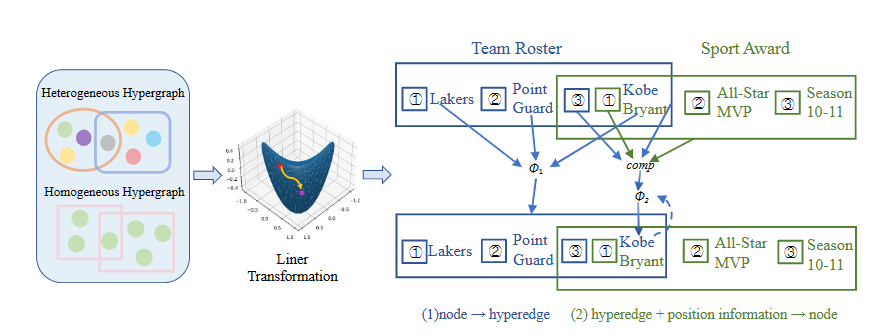 Team Roster
Sport Award
Heterogeneous Hypergraph
① Lakers
② Point
Guard
③ ① Kobe
Bryant
② All-Star
MVP
③ Season
10-11
0.4
0.2
0.0
-0.2
-0.4
-1.0
-0.5
0.0
0.5
1.0
1.0
0.5
0.0
-0.5
-1.0
comp
Φ1
Φ2
Homogeneous Hypergraph
Liner
Transformation
① Lakers
② Point
Guard
③ ① Kobe
Bryant
② All-Star
MVP
③ Season
10-11
(1)node → hyperedge
(2) hyperedge + position information → node